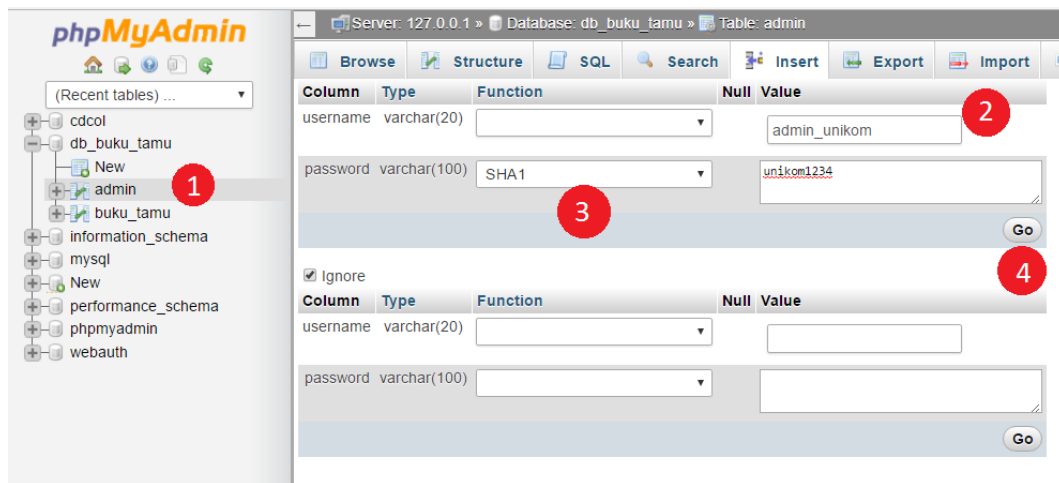 phpMyAdmin
(Recent tables) ...
cdcol
db_buku_tamu
New
admin
1
buku_tamu
information_schema
mysql
New
performance_schema
phpmyadmin
webauth
Server: 127.0.0.1 » Database: db_buku_tamu » Table: admin
Browse Structure SQL Search Insert Export Import
Column Type Function Null Value
username varchar(20) admin_unikom
2
password varchar(100) SHA1 unikom1234
3
Go
4
Ignore
Column Type Function Null Value
username varchar(20)
password varchar(100)
Go